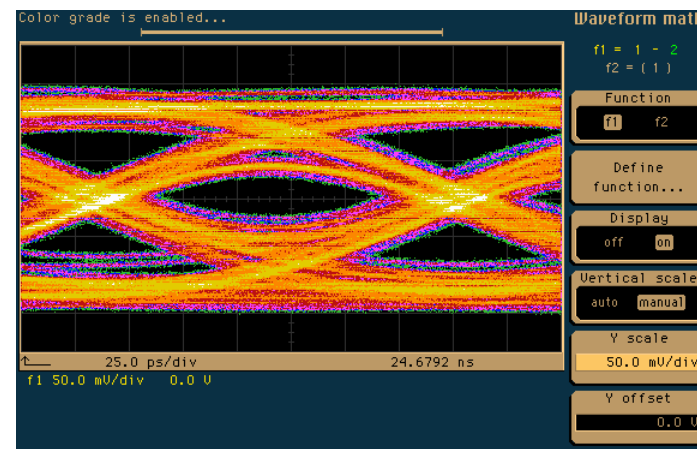 Color grade is enabled...
Waveform mat
f1 = 1 - 2
f2 = ( 1 )
Function
f1 f2
Define
function...
Display
off on
Vertical scale
auto manual
Y scale
50.0 mV/div
Y offset
0.0 V
25.0 ps/div 24.6792 ns
f1 50.0 mV/div 0.0 V